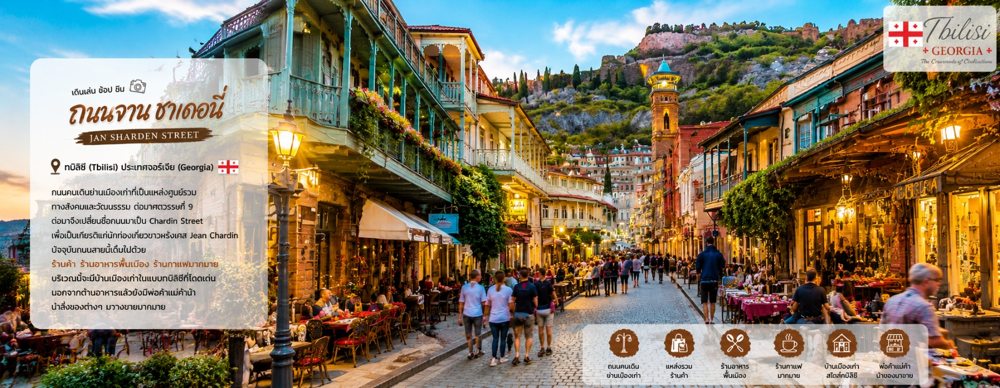 เดินเล่น ช้อป ชิม
ถนนจาน ชาเดอนี่
JAN SHARDEN STREET
ทบิลิซี (Tbilisi) ประเทศจอร์เจีย (Georgia)
ถนนคนเดินย่านเมืองเก่าที่เป็นแหล่งศูนย์รวม
ทางสังคมและวัฒนรรรม ต่อมาศตวรรษที่ 9
ต่อมาจึงเปลี่ยนชื่อถนนมาเป็น Chardin Street
เพื่อเป็นเกียรติแก่นักท่องเกี่ยวขาวหรังเศส Jean Chardin
ปัจจุบันถนนสายนี้เต็มไปด้วย
ร้านค้า ร้านอาหารพื้นเมือง ร้านกาแฟมากมาย
บริเวณนี้จะมีบ้านเมืองเก่าในแบบทบิลิซีที่โดดเด่น
นอกจากต้านอาหารแล้วยังมีพ่อค้าแม่ค้าน้า
นำสิ่งของต่างๆ มวางขายมากมาย
Tbilisi
GEORGIA
The Crossroads of Civilisations
ถนนคนเดิน
ย่านเมืองเก่า
แหล่งรวม
ร้านค้า
ร้านอาหาร
พื้นเมือง
ร้านกาแฟ
มากมาย
บ้านเมืองเก่า
สไตล์ทบิลิซี
พ่อค้าแม่ค้า
น้าของมาขาย